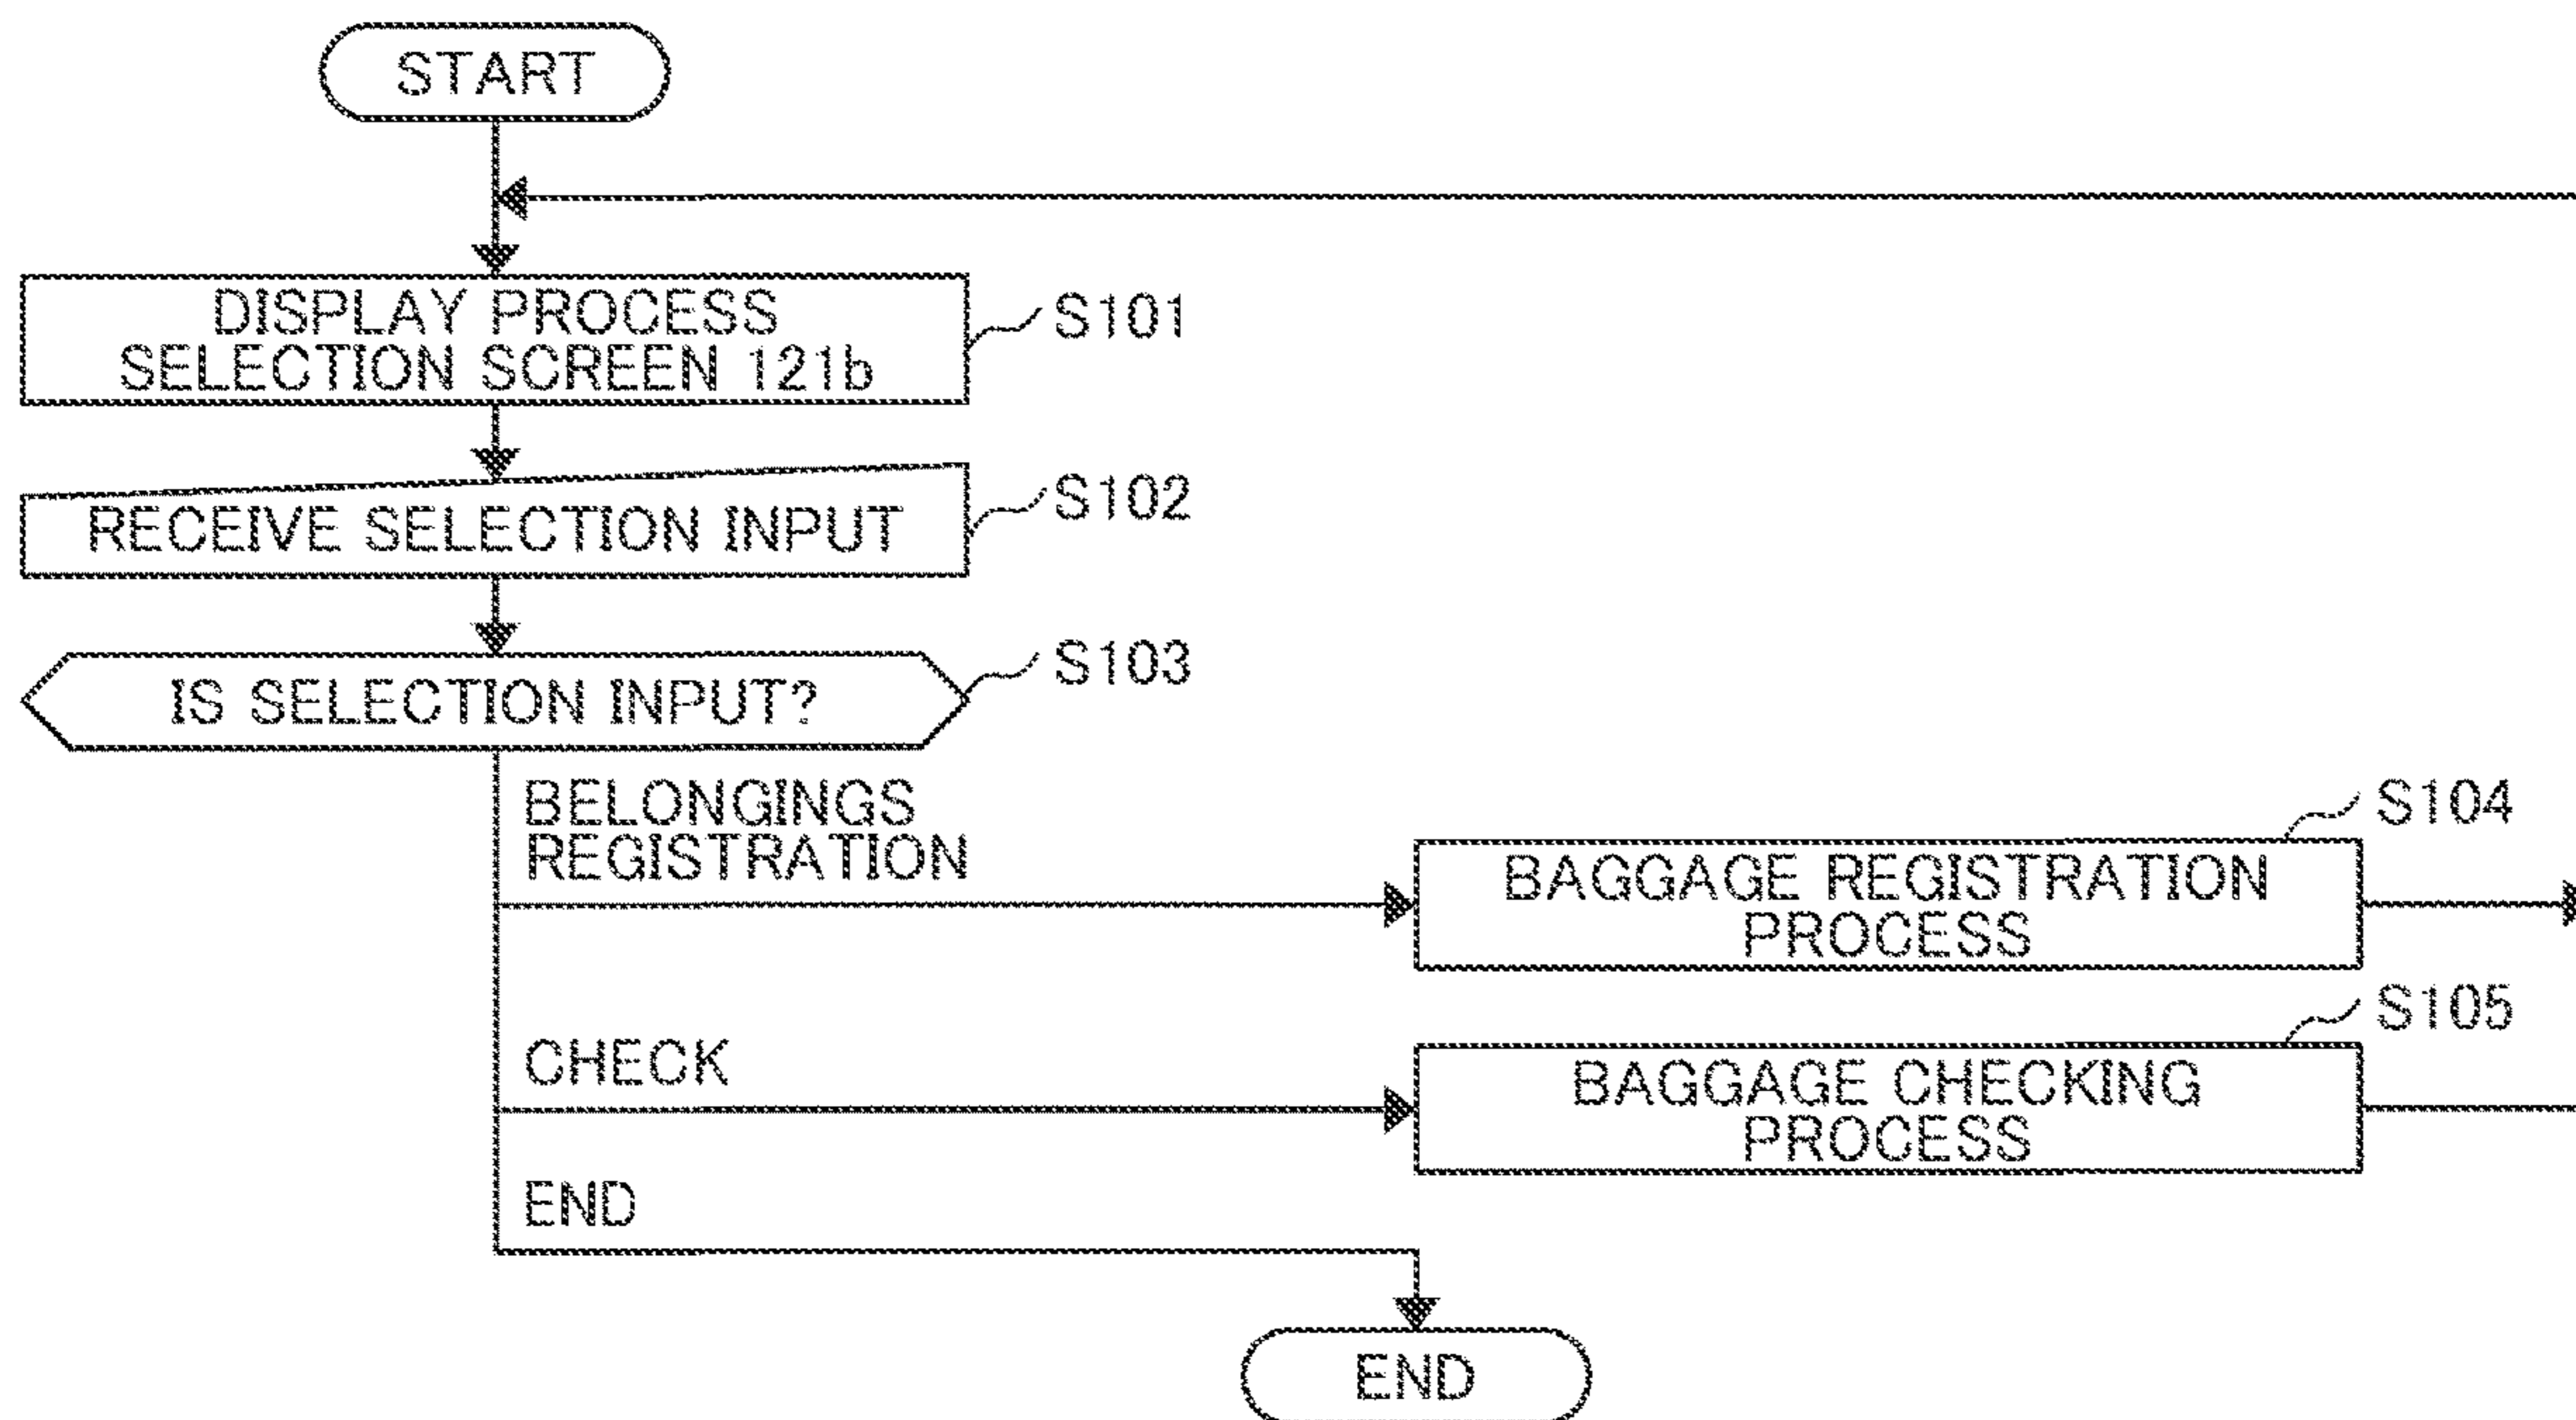 START
DISPLAY PROCESS
SELECTION SCREEN 121b
S101
RECEIVE SELECTION INPUT
S102
IS SELECTION INPUT?
S103
BELONGINGS
REGISTRATION
BAGGAGE REGISTRATION
PROCESS
S104
CHECK
BAGGAGE CHECKING
PROCESS
S105
END
END